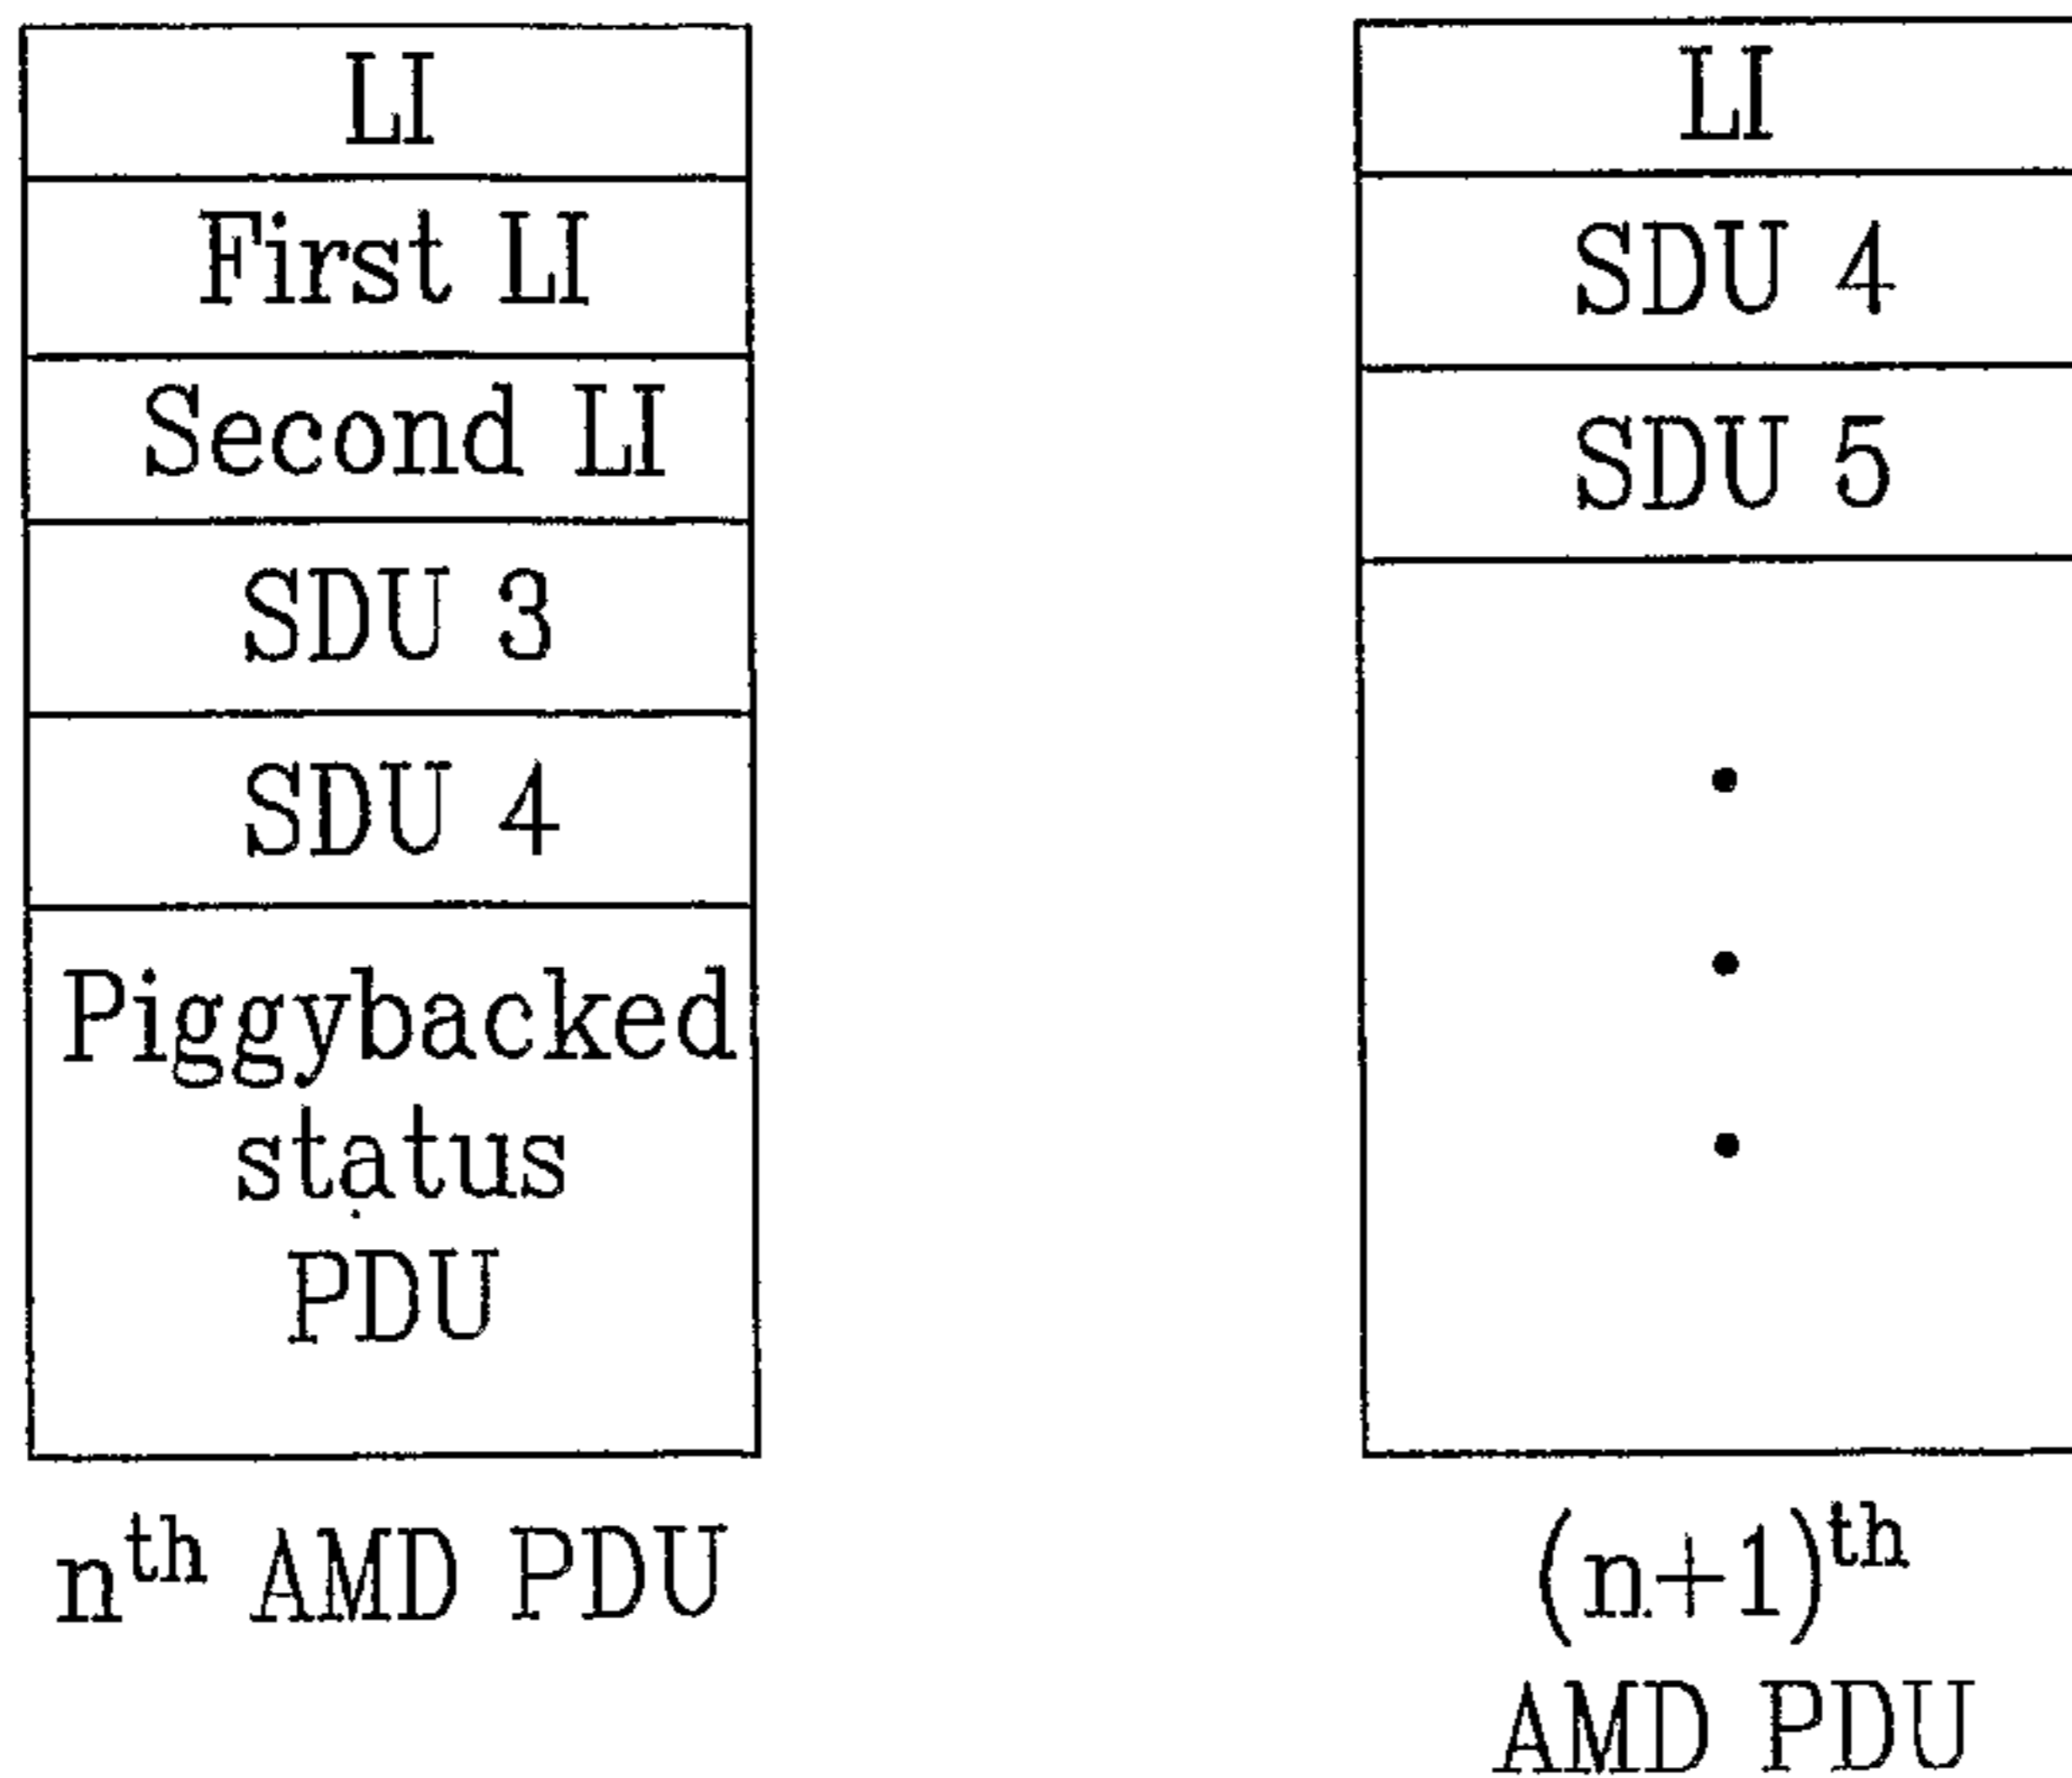 LI
First LI
Second LI
SDU 3
SDU 4
Piggybacked
status
PDU
nth AMD PDU
LI
SDU 4
SDU 5
(n+1)th
AMD PDU